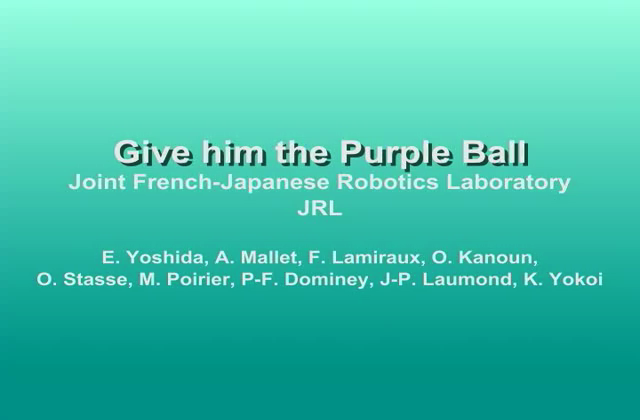 Give him the Purple Ball
Joint French-Japanese Robotics Laboratory
JRL
E. Yoshida, A. Mallet, F. Lamiraux, O. Kanoun,
O. Stasse, M. Poirier, P-F. Dominey, J-P. Laumond, K. Yokoi